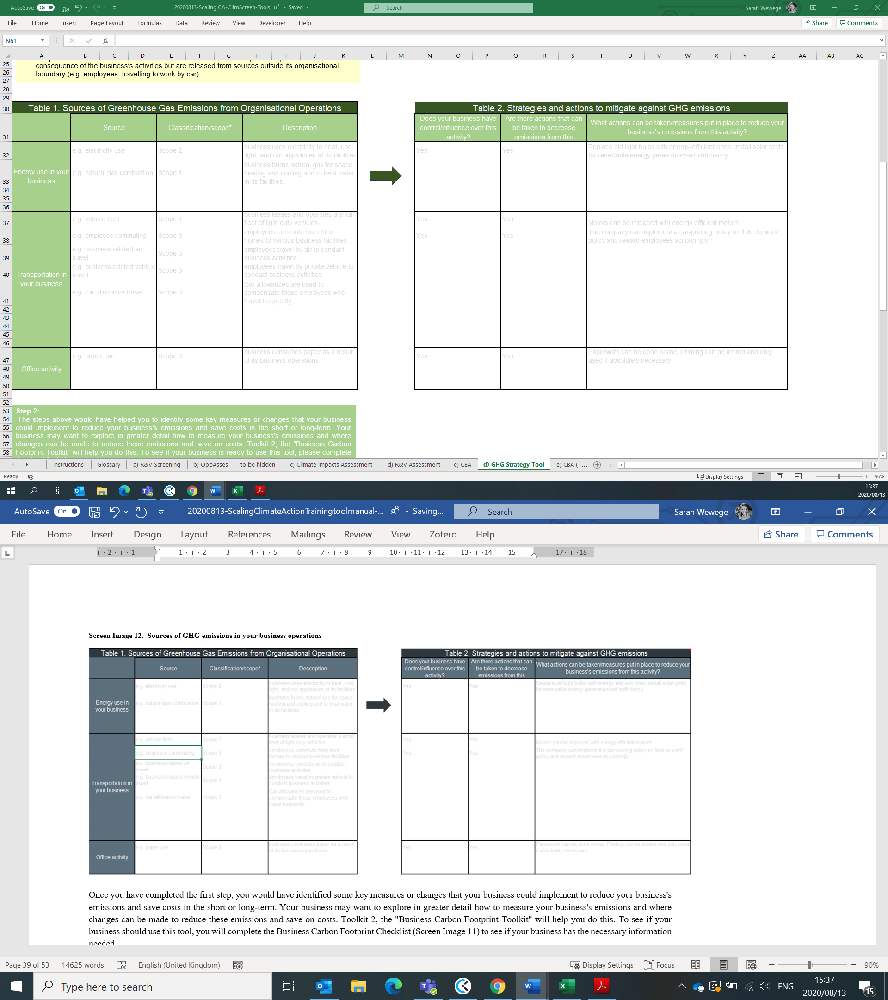 AutoSave On 20200813-Scaling CA-ClimScreen-Tools - Saved Search Sarah Wewege
File Home Insert Page Layout Formulas Data Review View Developer Help Share Comments
N61 fx
A B C D E F G H I J K L M N O P Q R S T U V W X Y Z AA AB AC
25 consequence of the business's activities but are released from sources outside its organisational
26 boundary (e.g. employees travelling to work by car).
27
28
29
30 Table 1. Sources of Greenhouse Gas Emissions from Organisational Operations
Table 2. Strategies and actions to mitigate against GHG emissions
31 Source Classification/scope* Description
Does your business have
control/influence over this
activity?
Are there actions that can
be taken to decrease
emissions from this
What actions can be taken/measures put in place to reduce your
business's emissions from this activity?
Energy use in your
business
32 e.g. electricity use Scope 2
business uses electricity to heat, cool,
light, and run appliances at its facilities
Yes Yes
Replace old light bulbs with energy-efficient ones; install solar grids
for renewable energy generation/self sufficiency
33 e.g. natural gas combustion Scope 1
business burns natural gas for space
heating and cooling and to heat water
in its facilities.
34
35
36
Transportation in
your business
37 e.g. vehicle fleet Scope 1
business leases and operates a small
fleet of light duty vehicles.
Yes Yes
Motors can be replaced with energy efficient motors
38 e.g. employee commuting Scope 3
employees commute from their
homes to various business facilities
Yes Yes
The company can implement a car-pooling policy or "bike to work"
policy and reward employees accordingly
39 e.g. business related air
travel
Scope 3
employees travel by air to conduct
business activities.
40 e.g. business related vehicle
travel
Scope 3
employees travel by private vehicle to
conduct business activities
41 e.g. car allowance travel Scope 3
Car allowances are used to
compensate those employees who
travel frequently.
42
43
44
45
46
Office activity
47 e.g. paper use Scope 3
business consumes paper as a result
of its business operations.
Yes Yes
Paperwork can be done online. Printing can be limited and only
used if absolutely necessary.
48
49
50
51
52
53 Step 2:
54 The steps above would have helped you to identify some key measures or changes that your business
55 could implement to reduce your business's emissions and save costs in the short or long-term. Your
56 business may want to explore in greater detail how to measure your business's emissions and where
57 changes can be made to reduce these emissions and save on costs. Toolkit 2, the "Business Carbon
58 Footprint Toolkit" will help you do this. To see if your business is ready to use this tool, please complete
Instructions Glossary a) R&V Screening b) OppAsses to be hidden c) Climate Impacts Assessment d) R&V Assessment e) CBA d) GHG Strategy Tool e) CBA ( ...
Ready Display Settings 96%
15:37
2020/08/13
AutoSave On 20200813-ScalingClimateActionTrainingtoolmanual-... - Saving... Search Sarah Wewege
File Home Insert Design Layout References Mailings Review View Zotero Help Share Comments
2 1 1 2 3 4 5 6 7 8 9 10 11 12 13 14 15 17 18
Screen Image 12. Sources of GHG emissions in your business operations
Table 1. Sources of Greenhouse Gas Emissions from Organisational Operations
Table 2. Strategies and actions to mitigate against GHG emissions
Source Classification/scope* Description
Does your business have
control/influence over this
activity?
Are there actions that can
be taken to decrease
emissions from this
What actions can be taken/measures put in place to reduce your
business's emissions from this activity?
Energy use in
your business
e.g. electricity use Scope 2
business uses electricity to heat, cool,
light, and run appliances at its facilities
Yes Yes
Replace old light bulbs with energy-efficient ones; install solar grids
for renewable energy generation/self sufficiency
e.g. natural gas combustion Scope 1
business burns natural gas for space
heating and cooling and to heat water
in its facilities.
Transportation in
your business
e.g. vehicle fleet Scope 1
business leases and operates a small
fleet of light duty vehicles.
Yes Yes
Motors can be replaced with energy efficient motors
e.g. employee commuting Scope 3
employees commute from their
homes to various business facilities
Yes Yes
The company can implement a car-pooling policy or "bike to work"
policy and reward employees accordingly
e.g. business related air
travel
Scope 3
employees travel by air to conduct
business activities.
e.g. business related vehicle
travel
Scope 3
employees travel by private vehicle to
conduct business activities
e.g. car allowance travel Scope 3
Car allowances are used to
compensate those employees who
travel frequently.
Office activity
e.g. paper use Scope 3
business consumes paper as a result
of its business operations.
Yes Yes
Paperwork can be done online. Printing can be limited and only used
if absolutely necessary.
Once you have completed the first step, you would have identified some key measures or changes that your business could implement to reduce your business's
emissions and save costs in the short or long-term. Your business may want to explore in greater detail how to measure your business's emissions and where
changes can be made to reduce these emissions and save on costs. Toolkit 2, the "Business Carbon Footprint Toolkit" will help you do this. To see if your
business should use this tool, you will complete the Business Carbon Footprint Checklist (Screen Image 11) to see if your business has the necessary information
needed
Page 39 of 53 14625 words English (United Kingdom) Display Settings Focus 90%
Type here to search ENG 15:37
2020/08/13 15